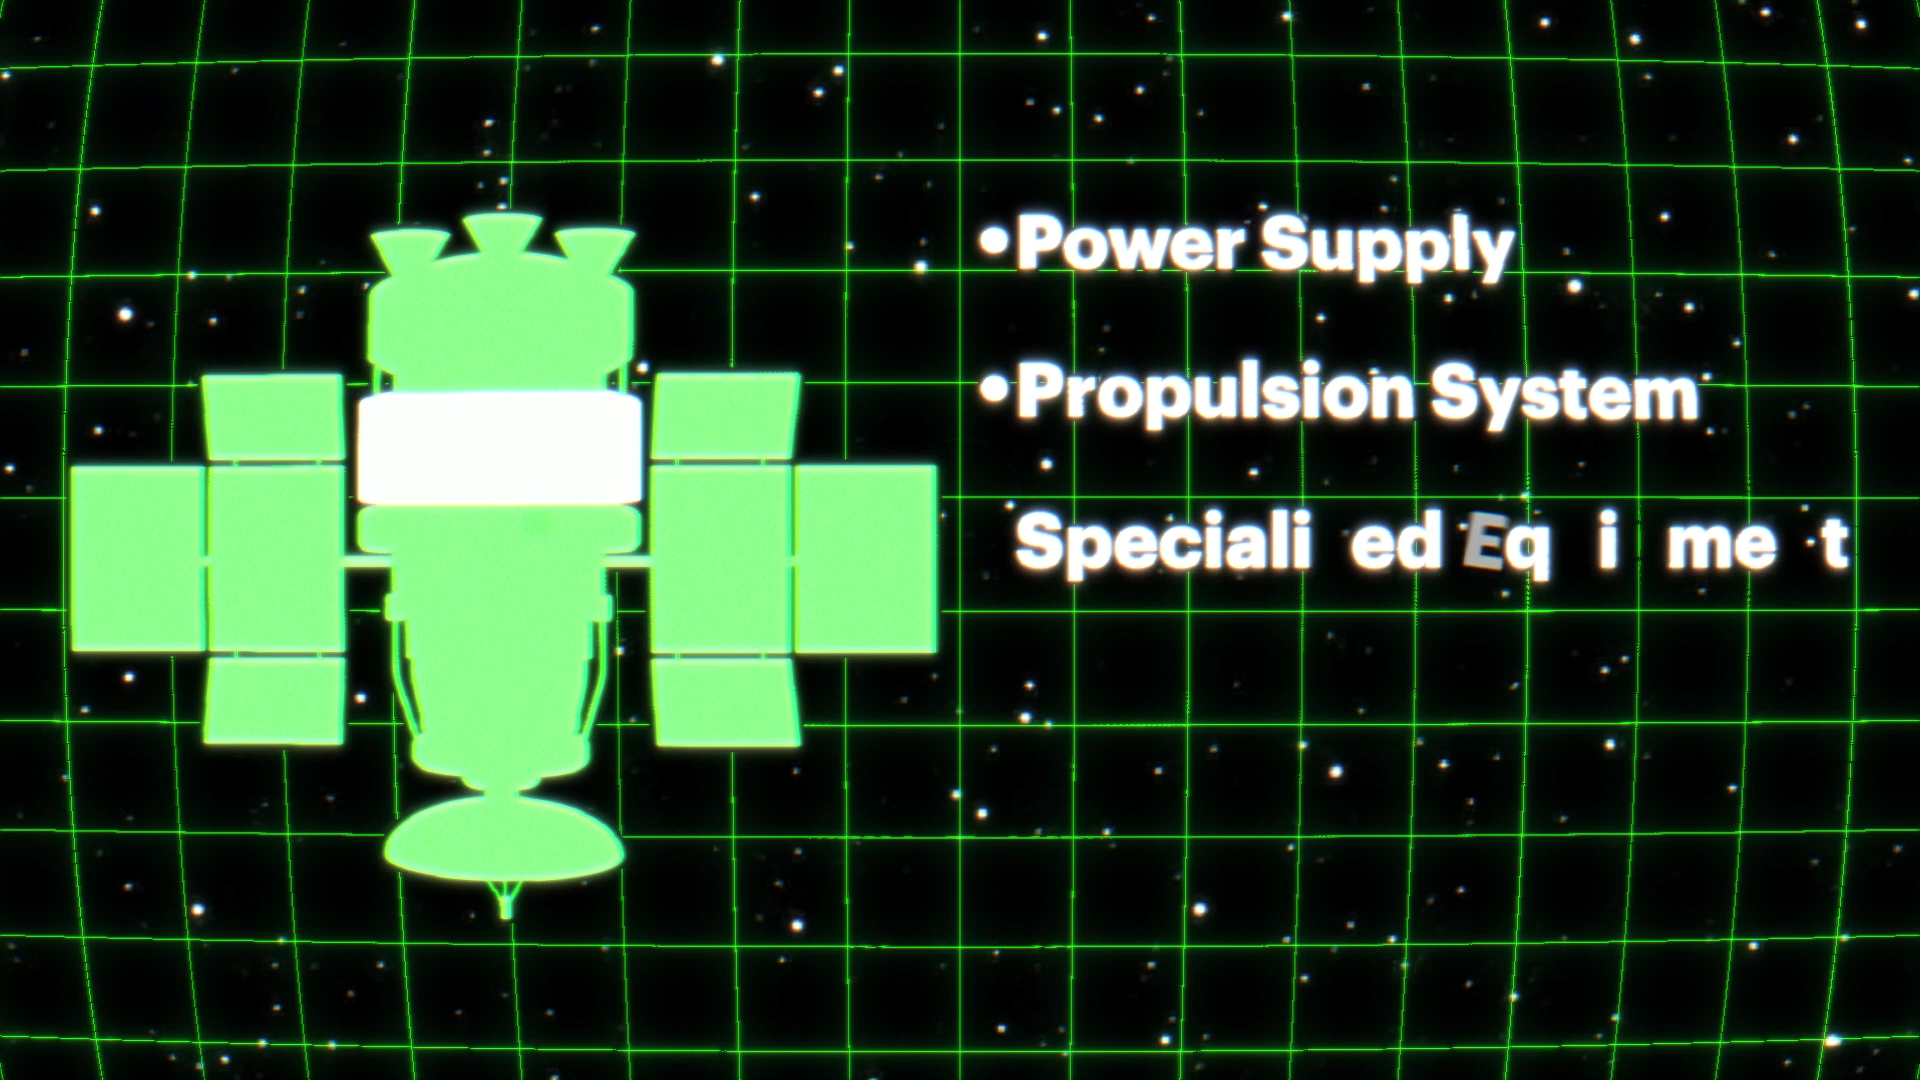 •Power Supply
•Propulsion System
Speciali ed Eq i me t